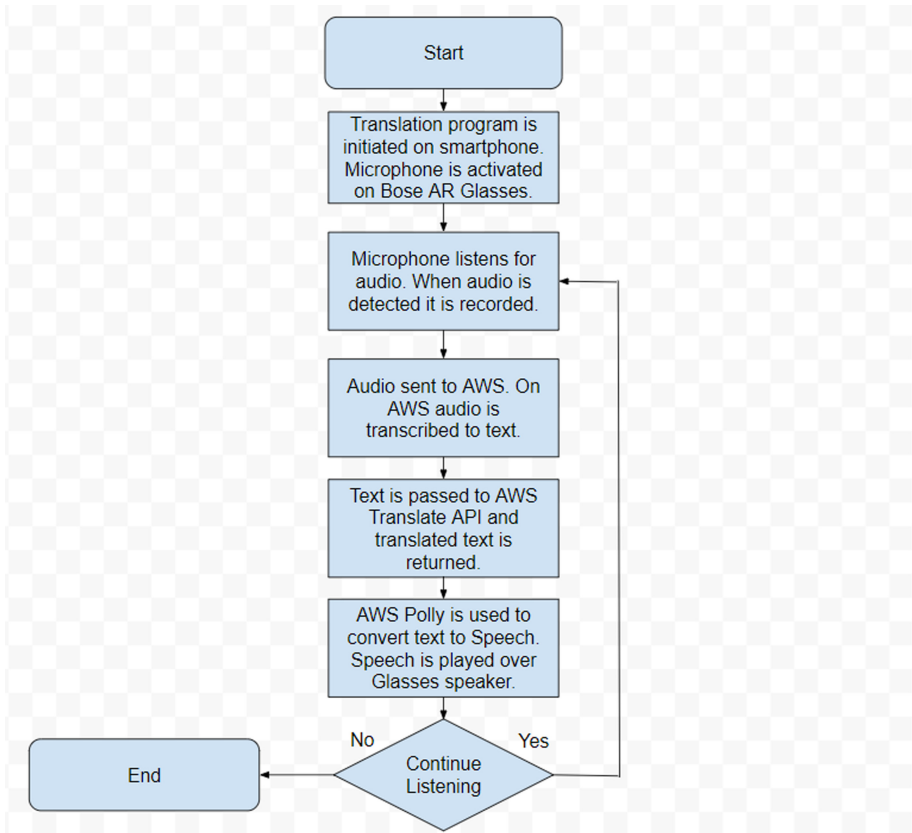 Start
Translation program is
initiated on smartphone.
Microphone is activated
on Bose AR Glasses.
Microphone listens for
audio. When audio is
detected it is recorded.
Audio sent to AWS. On
AWS audio is
transcribed to text.
Text is passed to AWS
Translate API and
translated text is
returned.
AWS Polly is used to
convert text to Speech.
Speech is played over
Glasses speaker.
No
Yes
Continue
Listening
End